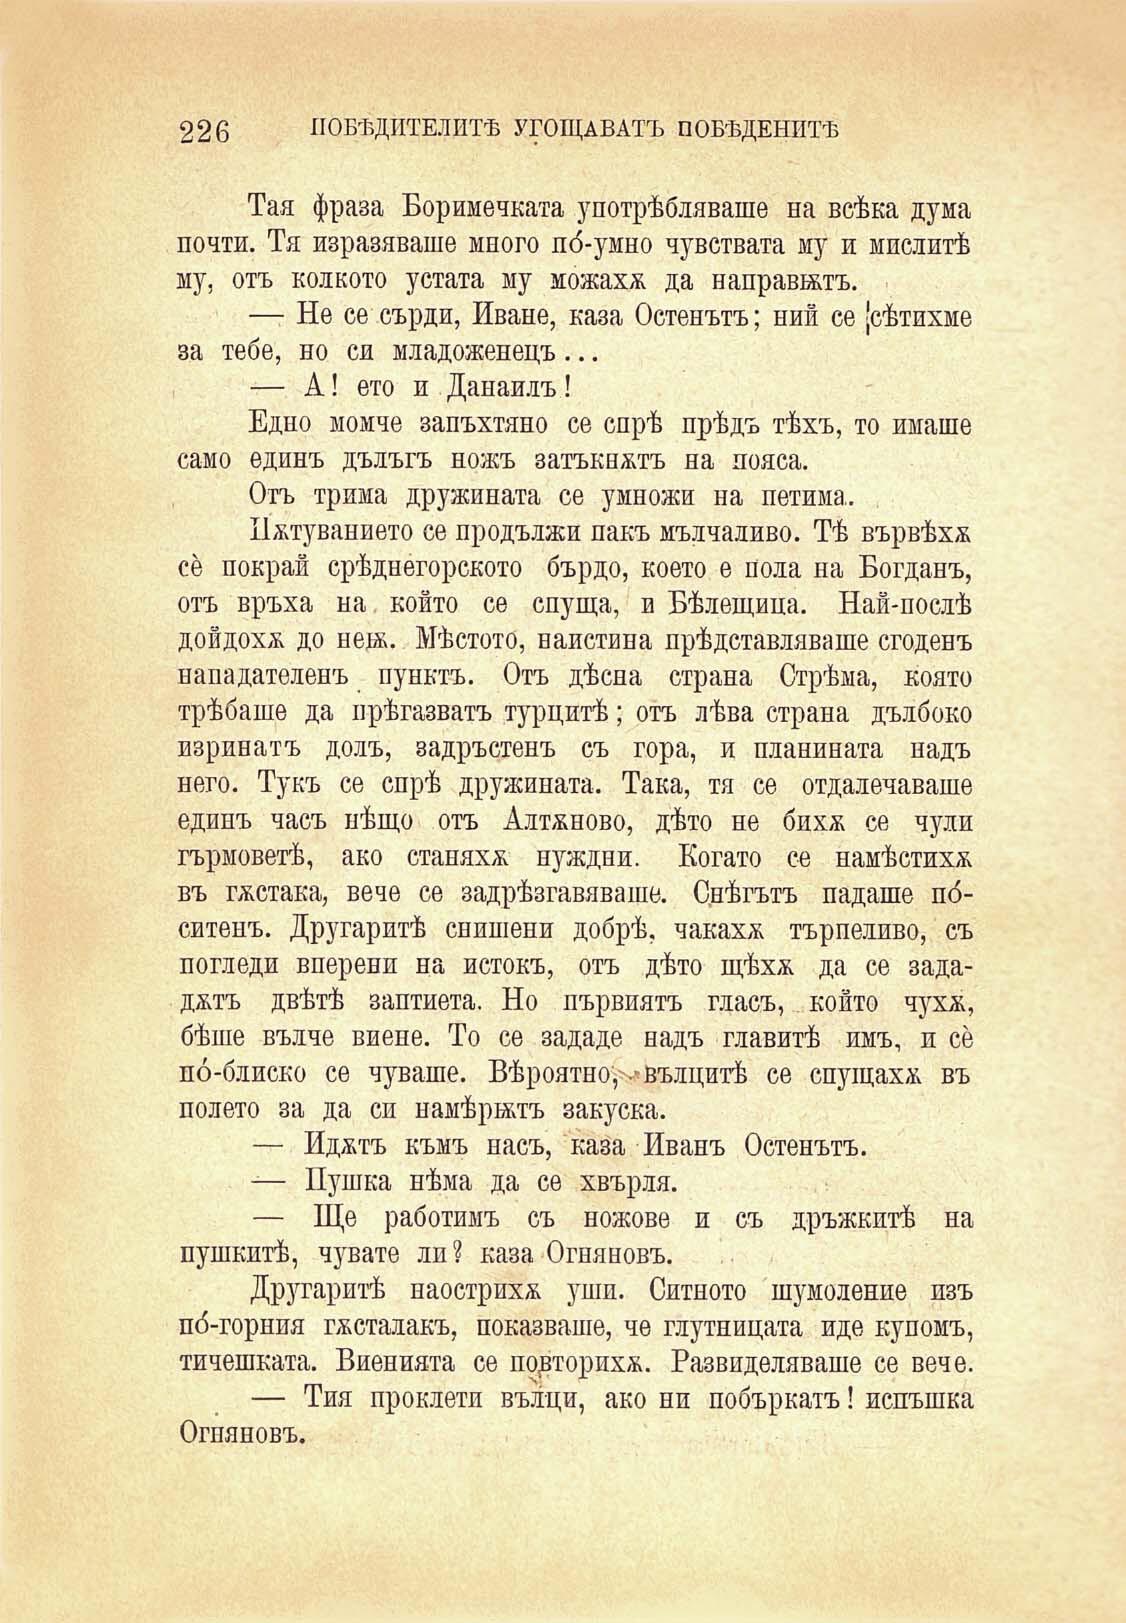 226 ПОБѢДИТЕЛИТѢ УГОЩАВАТЪ ПОБѢДЕНИТѢ
Тая фраза Боримечката употрѣбляваше на всѣка дума
почти. Тя изразяваше много по́-умно чувствата му и мислитѣ
му, отъ колкото устата му можахѫ да направѭтъ.
— Не се сърди, Иване, каза Остенътъ; ний се сѣтихме
за тебе, но си младоженецъ...
— А! ето и Данаилъ!
Едно момче запъхтяно се спрѣ прѣдъ тѣхъ, то имаше
само единъ дълъгъ ножъ затъкнѫтъ на пояса.
Отъ трима дружината се умножи на петима.
Пѫтуванието се продължи пакъ мълчаливо. Тѣ вървѣхѫ
сѐ покрай срѣднегорското бърдо, което е пола на Богданъ,
отъ връха на който се спуща, и Бѣлещица. Най-послѣ
дойдохѫ до неѭ. Мѣстото, наистина прѣдставляваше сгоденъ
нападателенъ пунктъ. Отъ дѣсна страна Стрѣма, която
трѣбаше да прѣгазватъ турцитѣ; отъ лѣва страна дълбоко
изринатъ долъ, задръстенъ съ гора, и планината надъ
него. Тукъ се спрѣ дружината. Така, тя се отдалечаваше
единъ часъ нѣщо отъ Алтѫново, дѣто не бихѫ се чули
гърмоветѣ, ако станяхѫ нуждни. Когато се намѣстихѫ
въ гѫстака, вече се задрѣзгавяваше. Снѣгътъ падаше по́-
ситенъ. Другаритѣ снишени добрѣ, чакахѫ търпеливо, съ
погледи вперени на истокъ, отъ дѣто щѣхѫ да се зада-
дѫтъ двѣтѣ заптиета. Но първиятъ гласъ, който чухѫ,
бѣше вълче виене. То се зададе надъ главитѣ имъ, и сѐ
по́-блиско се чуваше. Вѣроятно, вълцитѣ се спущахѫ въ
полето за да си намѣрѭтъ закуска.
— Идѫтъ къмъ насъ, каза Иванъ Остенътъ.
— Пушка нѣма да се хвърля.
— Ще работимъ съ ножове и съ дръжкитѣ на
пушкитѣ, чувате ли? каза Огняновъ.
Другаритѣ наострихѫ уши. Ситното шумоление изъ
по́-горния гѫсталакъ, показваше, че глутницата иде купомъ,
тичешката. Виенията се повторихѫ. Развиделяваше се вече.
— Тия проклети вълци, ако ни побъркатъ! испъшка
Огняновъ.